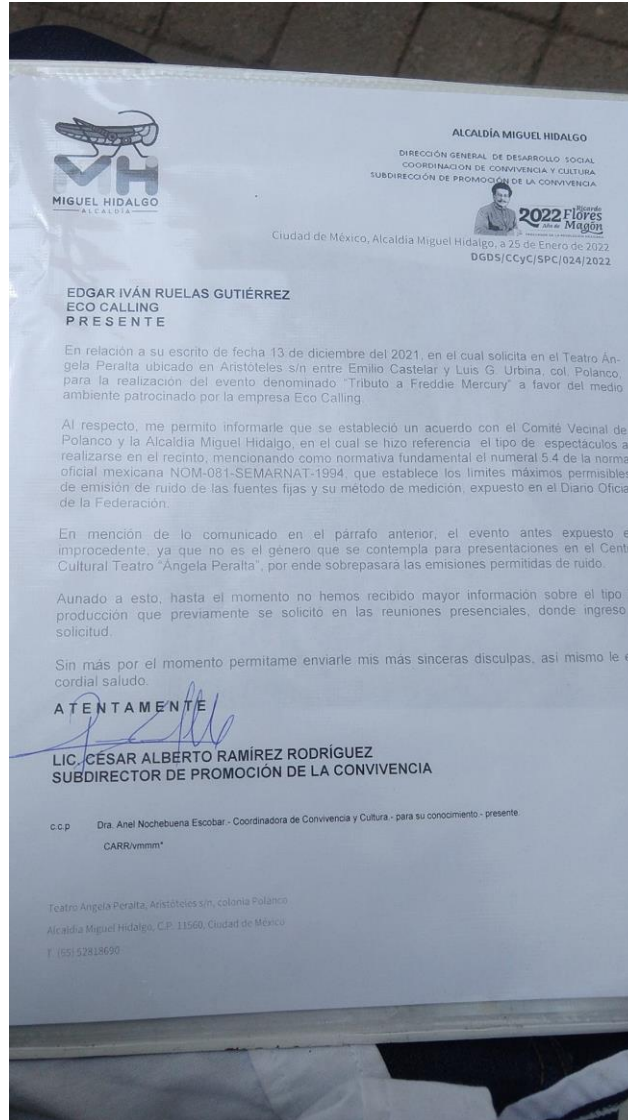 MH
MIGUEL HIDALGO
ALCALDÍA
ALCALDÍA MIGUEL HIDALGO
DIRECCIÓN GENERAL DE DESARROLLO SOCIAL
COORDINACIÓN DE CONVIVENCIA Y CULTURA
SUBDIRECCIÓN DE PROMOCIÓN DE LA CONVIVENCIA
2022 Ricardo Flores Magón
Año de
Ciudad de México, Alcaldía Miguel Hidalgo, a 25 de Enero de 2022
DGDS/CCyC/SPC/024/2022
EDGAR IVÁN RUELAS GUTIÉRREZ
ECO CALLING
P R E S E N T E
En relación a su escrito de fecha 13 de diciembre del 2021, en el cual solicita en el Teatro Án-
gela Peralta ubicado en Aristóteles s/n entre Emilio Castelar y Luis G. Urbina, col. Polanco,
para la realización del evento denominado "Tributo a Freddie Mercury" a favor del medio
ambiente patrocinado por la empresa Eco Calling.
Al respecto, me permito informarle que se estableció un acuerdo con el Comité Vecinal de
Polanco y la Alcaldía Miguel Hidalgo, en el cual se hizo referencia el tipo de espectáculos a
realizarse en el recinto, mencionando como normativa fundamental el numeral 5.4 de la norma
oficial mexicana NOM-081-SEMARNAT-1994, que establece los limites máximos permisibles
de emisión de ruido de las fuentes fijas y su método de medición, expuesto en el Diario Oficia
de la Federación.
En mención de lo comunicado en el párrafo anterior, el evento antes expuesto e
improcedente, ya que no es el género que se contempla para presentaciones en el Cent
Cultural Teatro "Ángela Peralta", por ende sobrepasará las emisiones permitidas de ruido.
Aunado a esto, hasta el momento no hemos recibido mayor información sobre el tipo
producción que previamente se solicitó en las reuniones presenciales, donde ingreso
solicitud.
Sin más por el momento permítame enviarle mis más sinceras disculpas, así mismo le e
cordial saludo.
A T E N T A M E N T E
LIC. CÉSAR ALBERTO RAMÍREZ RODRÍGUEZ
SUBDIRECTOR DE PROMOCIÓN DE LA CONVIVENCIA
c.c.p Dra. Anel Nochebuena Escobar.- Coordinadora de Convivencia y Cultura.- para su conocimiento.- presente
CARR/vmmm*
Teatro Ángela Peralta, Aristóteles s/n, colonia Polanco
Alcaldía Miguel Hidalgo, C.P. 11560, Ciudad de México
T. (55) 52818690